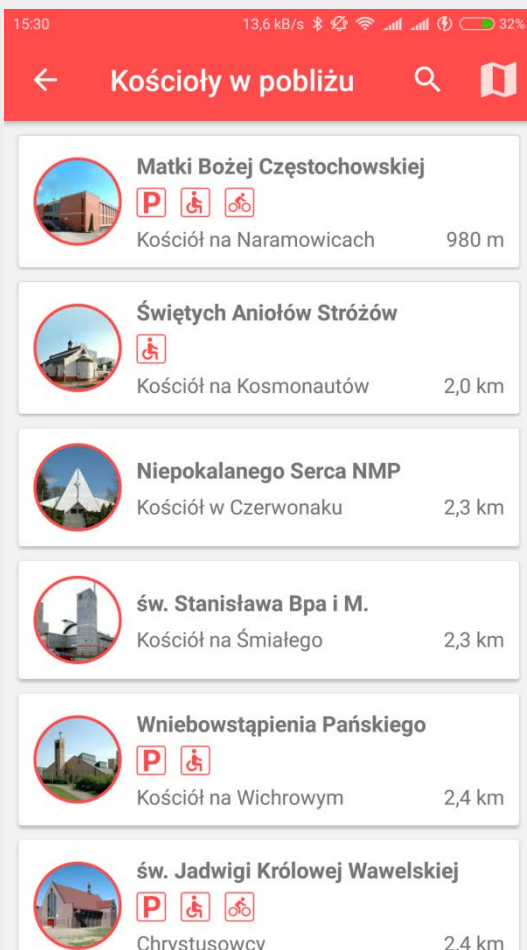 15:30 13,6 kB/s 32%
Kościoły w pobliżu
Matki Bożej Częstochowskiej
P
Kościół na Naramowicach 980 m
Świętych Aniołów Stróżów
Kościół na Kosmonautów 2,0 km
Niepokalanego Serca NMP
Kościół w Czerwonaku 2,3 km
św. Stanisława Bpa i M.
Kościół na Śmiałego 2,3 km
Wniebowstąpienia Pańskiego
P
Kościół na Wichrowym 2,4 km
św. Jadwigi Królowej Wawelskiej
P
Chrystusowcy 2,4 km